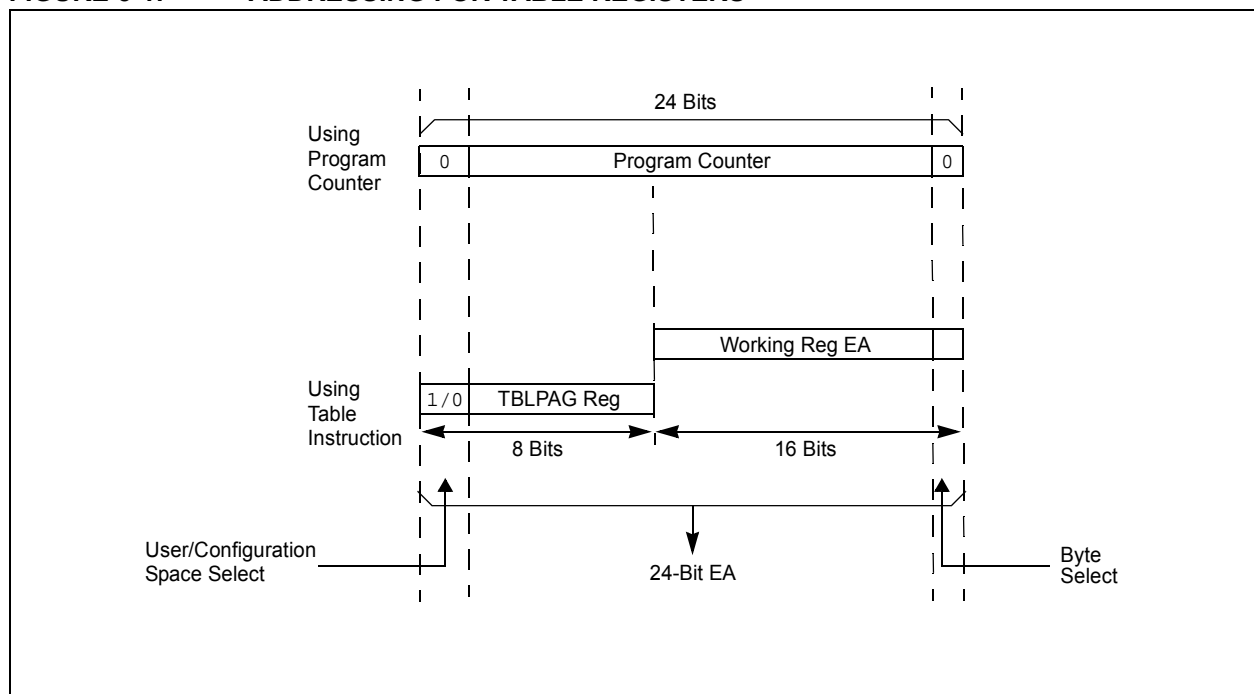 24 Bits
Using
Program
Counter
0
Program Counter
0
Working Reg EA
Using
Table
Instruction
1/0
TBLPAG Reg
8 Bits
16 Bits
User/Configuration
Space Select
24-Bit EA
Byte
Select